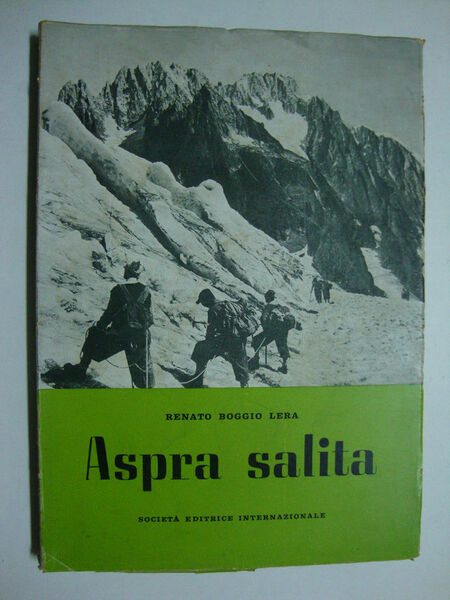 RENATO BOGGIO LERA
Aspra salita
SOCIETÀ EDITRICE INTERNAZIONALE